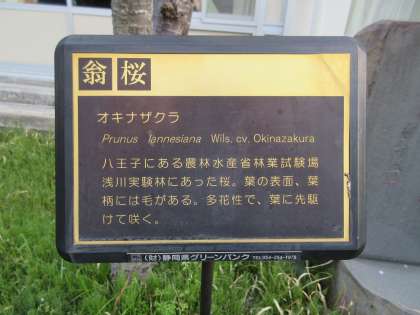 翁桜
オキナザクラ
Prunus lannesiana Wils. cv. Okinazakura
八王子にある農林水産省林業試験場
浅川実験林にあった桜。葉の表面、葉
柄には毛がある。多花性で、葉に先駆
けて咲く。
(財)静岡県グリーンバンク